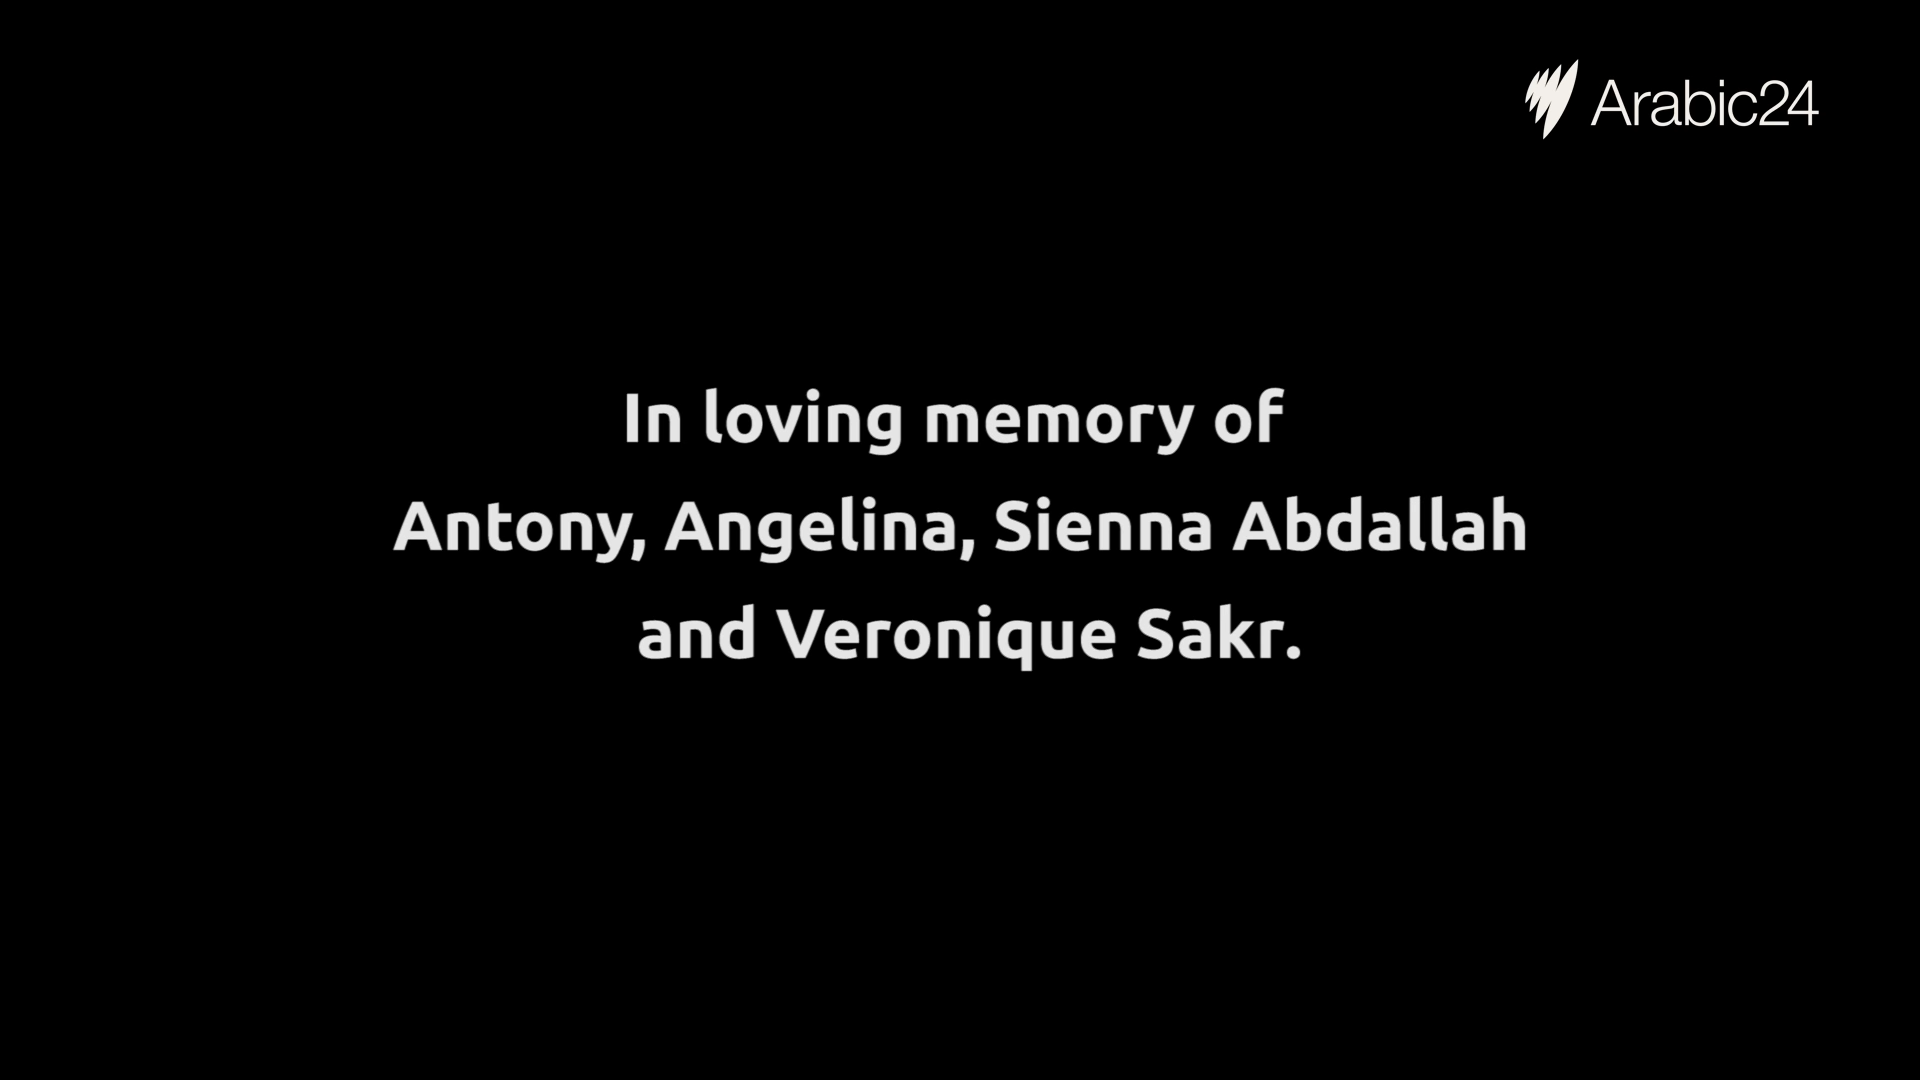 Arabic24
In loving memory of
Antony, Angelina, Sienna Abdallah
and Veronique Sakr.